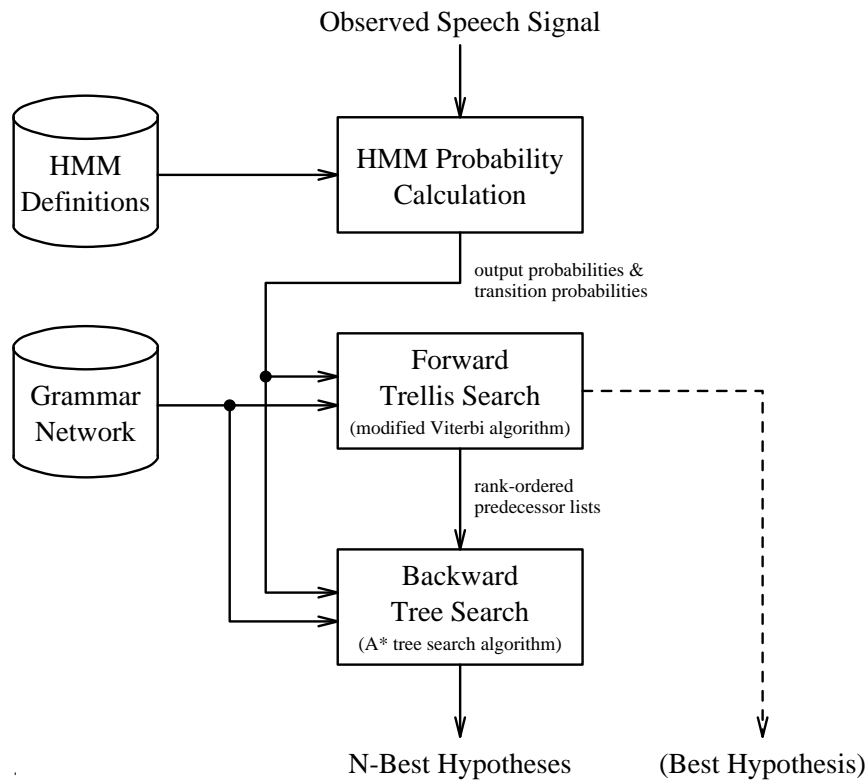 Observed Speech Signal
HMM
Definitions
HMM Probability
Calculation
output probabilities &
transition probabilities
Grammar
Network
Forward
Trellis Search
(modified Viterbi algorithm)
rank-ordered
predecessor lists
Backward
Tree Search
(A* tree search algorithm)
N-Best Hypotheses
(Best Hypothesis)